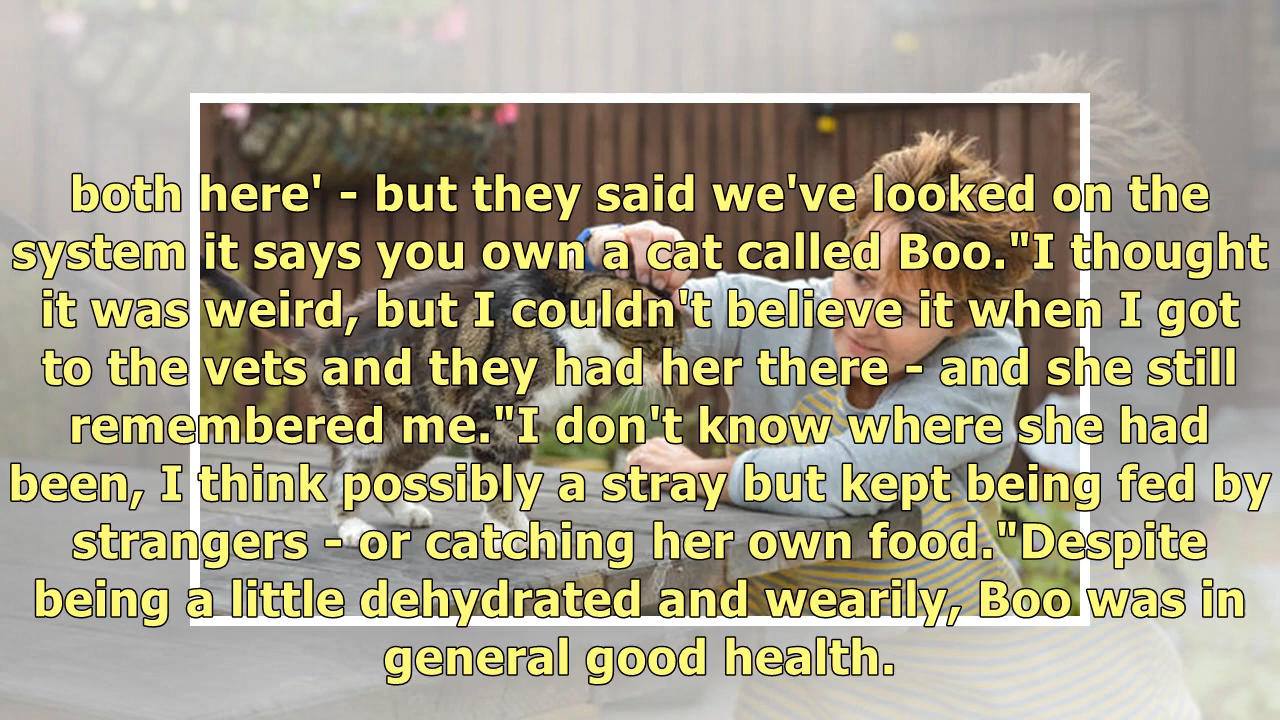 both here' - but they said we've looked on the
system it says you own a cat called Boo."I thought
it was weird, but I couldn't believe it when I got
to the vets and they had her there - and she still
remembered me."I don't know where she had
been, I think possibly a stray but kept being fed by
strangers - or catching her own food."Despite
being a little dehydrated and wearily, Boo was in
general good health.